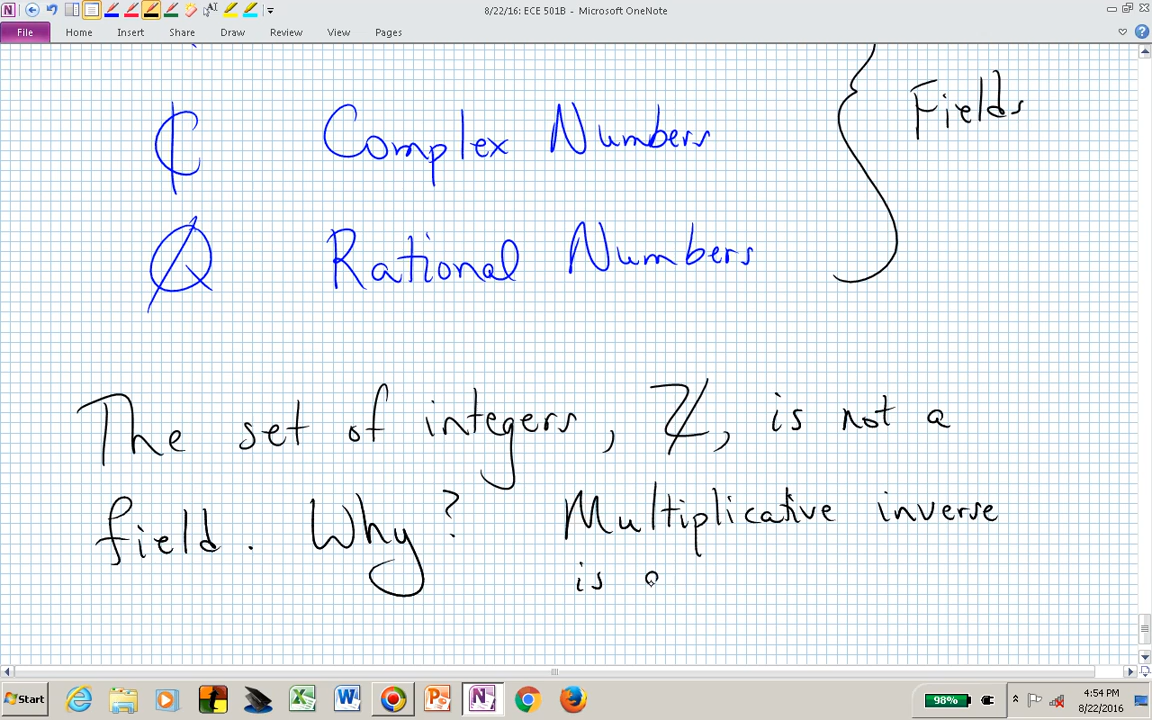 8/22/16: ECE 501B - Microsoft OneNote
File Home Insert Share Draw Review View Pages
Fields
ℂ Complex Numbers
ℚ Rational Numbers
The set of integers, ℤ, is not a
field. Why? Multiplicative inverse
is
Start
98%
4:54 PM
8/22/2016